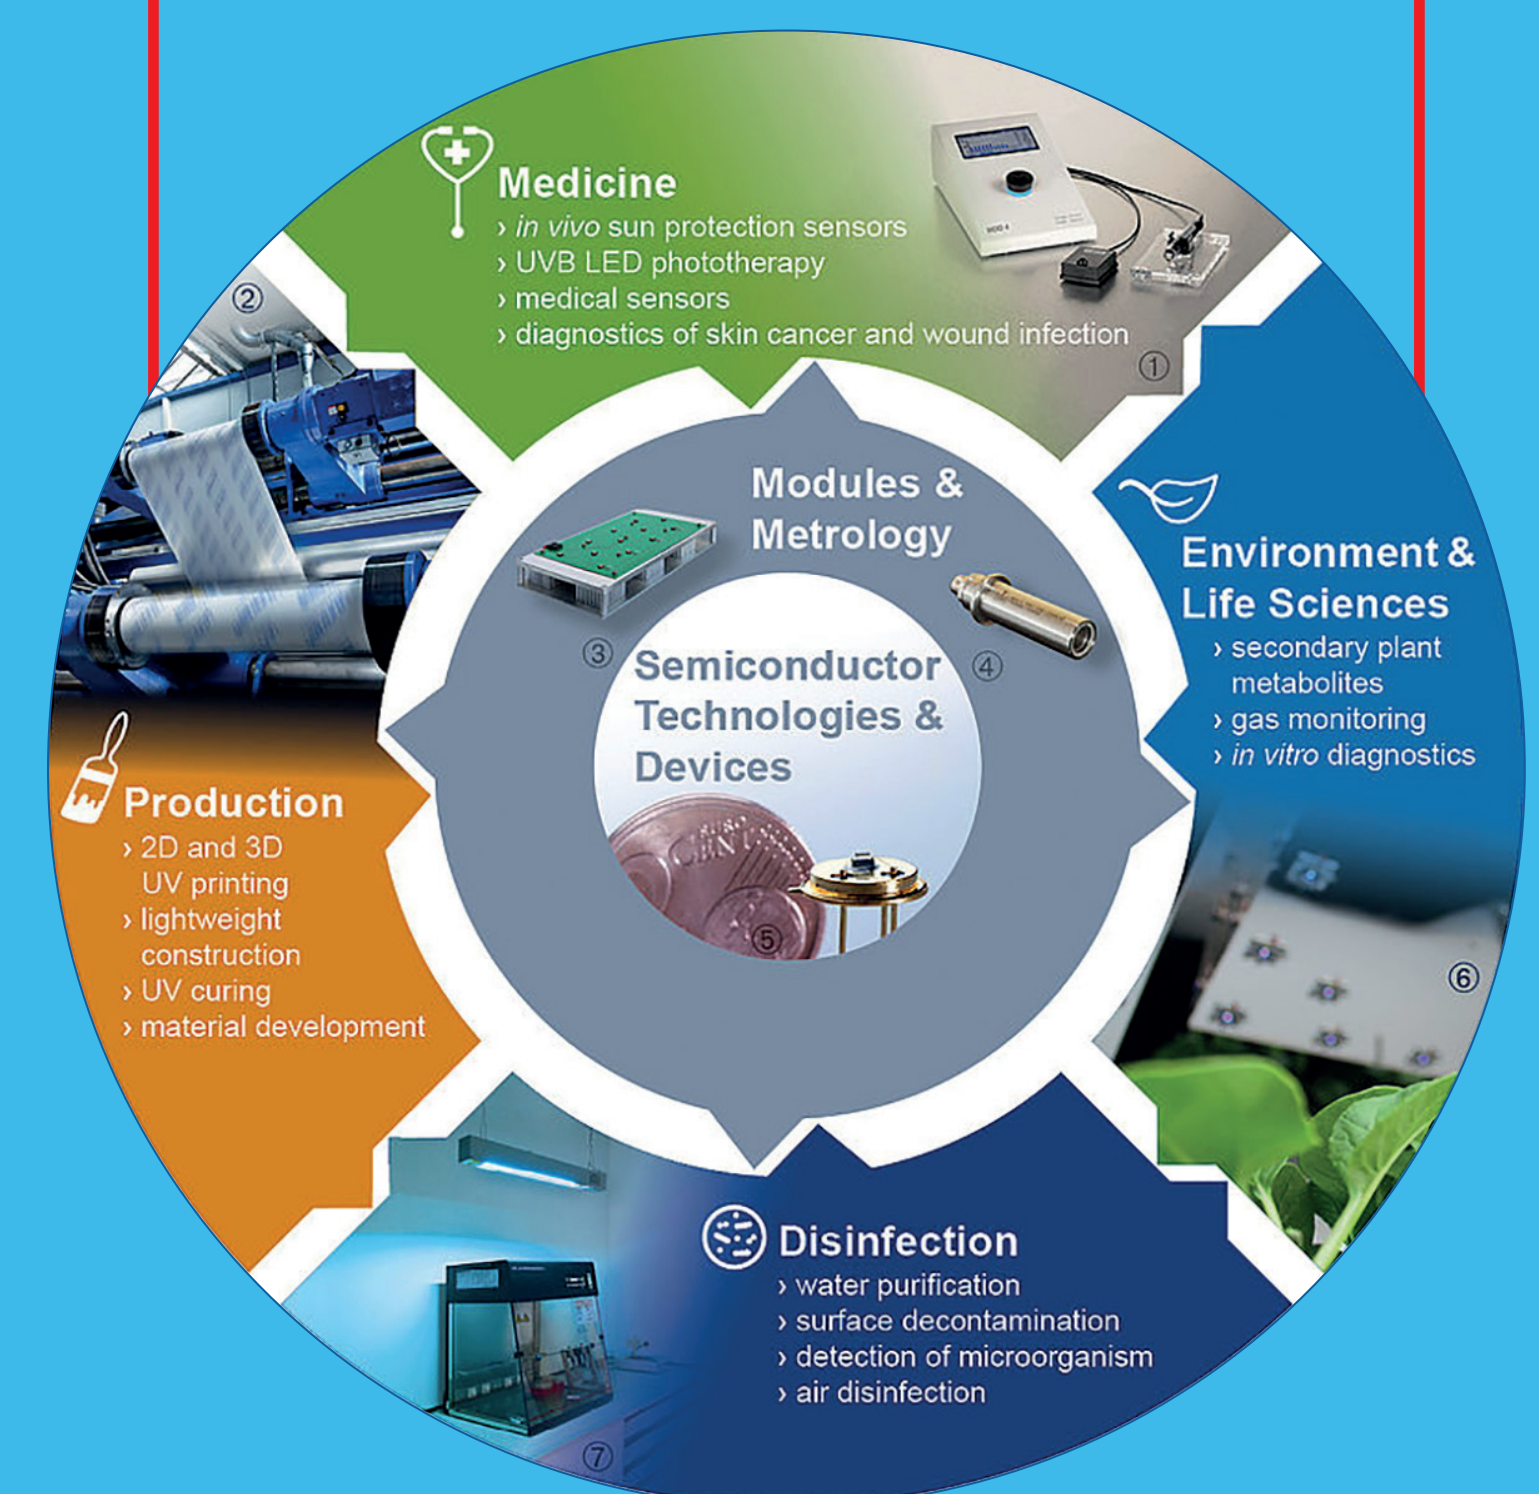 Medicine
› in vivo sun protection sensors
› UVB LED phototherapy
› medical sensors
› diagnostics of skin cancer and wound infection
①
②
Modules &
Metrology
③
④
Environment &
Life Sciences
› secondary plant
metabolites
› gas monitoring
› in vitro diagnostics
⑥
Semiconductor
Technologies &
Devices
⑤
Production
› 2D and 3D
UV printing
› lightweight
construction
› UV curing
› material development
Disinfection
› water purification
› surface decontamination
› detection of microorganism
› air disinfection
⑦